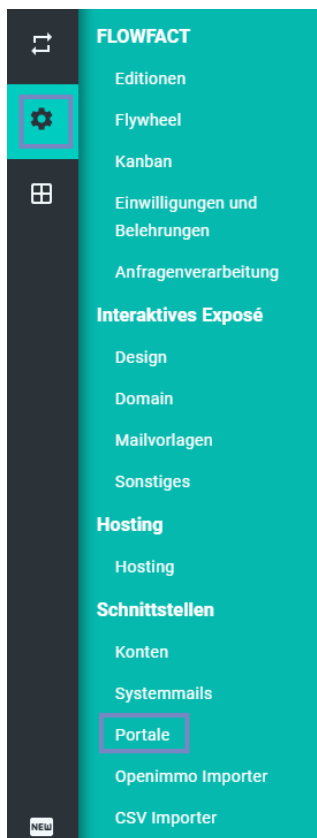 FLOWFACT
Editionen
Flywheel
Kanban
Einwilligungen und
Belehrungen
Anfragenverarbeitung
Interaktives Exposé
Design
Domain
Mailvorlagen
Sonstiges
Hosting
Hosting
Schnittstellen
Konten
Systemmails
Portale
Openimmo Importer
CSV Importer
NEW